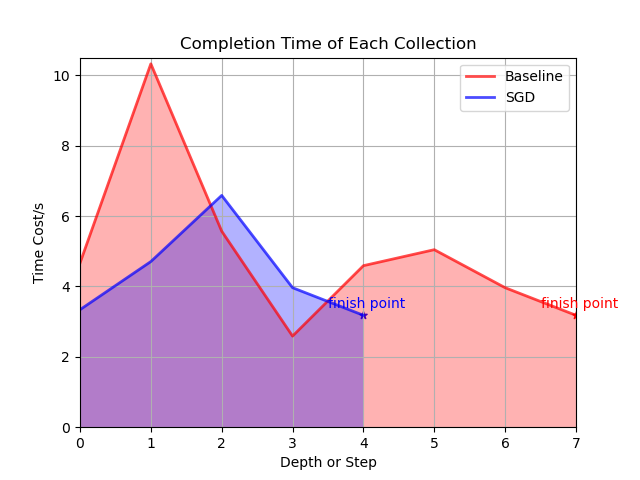 Completion Time of Each Collection
Baseline
SGD
finish point
finish point
Time Cost/s
10
8
6
4
2
0
0 1 2 3 4 5 6 7
Depth or Step